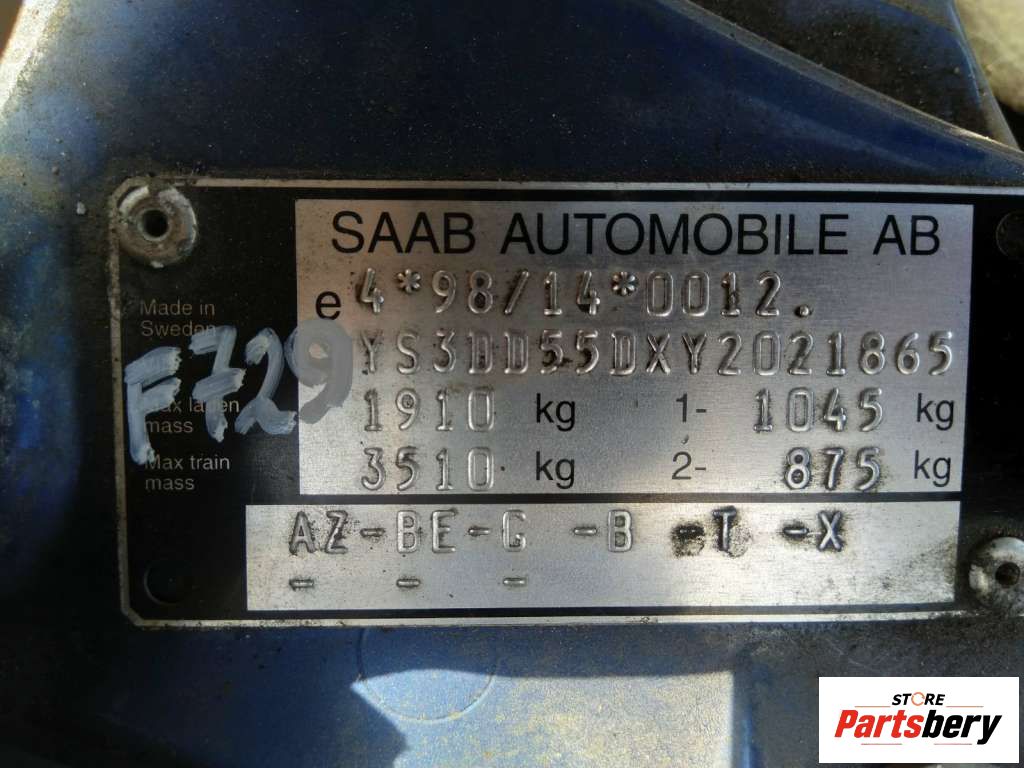 SAAB AUTOMOBILE AB
e 4*98/14*0012.
Made in
Sweden
YS3DD55DXY2021865
F729
Max laden
mass
1910 kg 1- 1045 kg
Max train
mass
3510 kg 2- 875 kg
AZ-BE-G -B -T -X
- - -
STORE
Partsbery